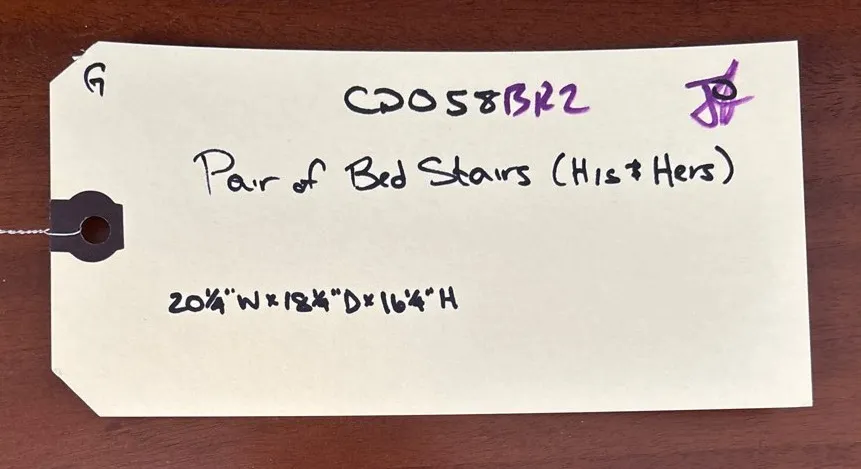 G
CD058BR2
Pair of Bed Stairs (His & Hers)
20¼"W x 18¼"D x 16¼"H